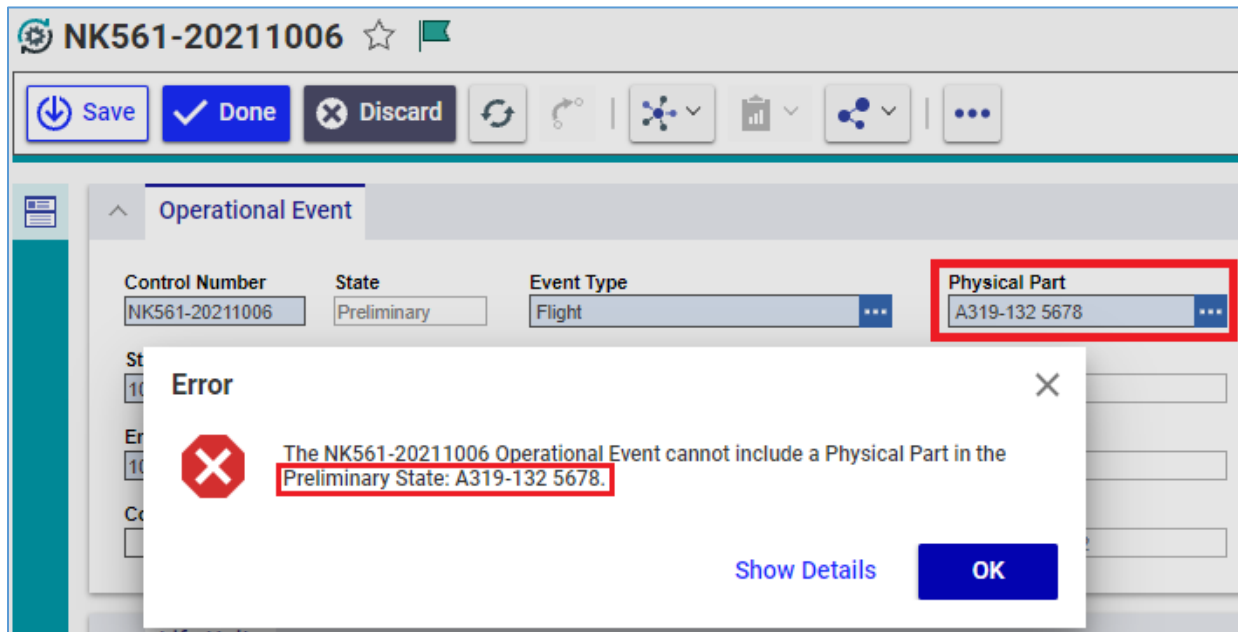 NK561-20211006
Save Done Discard
Operational Event
Control Number State Event Type Physical Part
NK561-20211006 Preliminary Flight A319-132 5678
Error
The NK561-20211006 Operational Event cannot include a Physical Part in the
Preliminary State: A319-132 5678.
Show Details OK